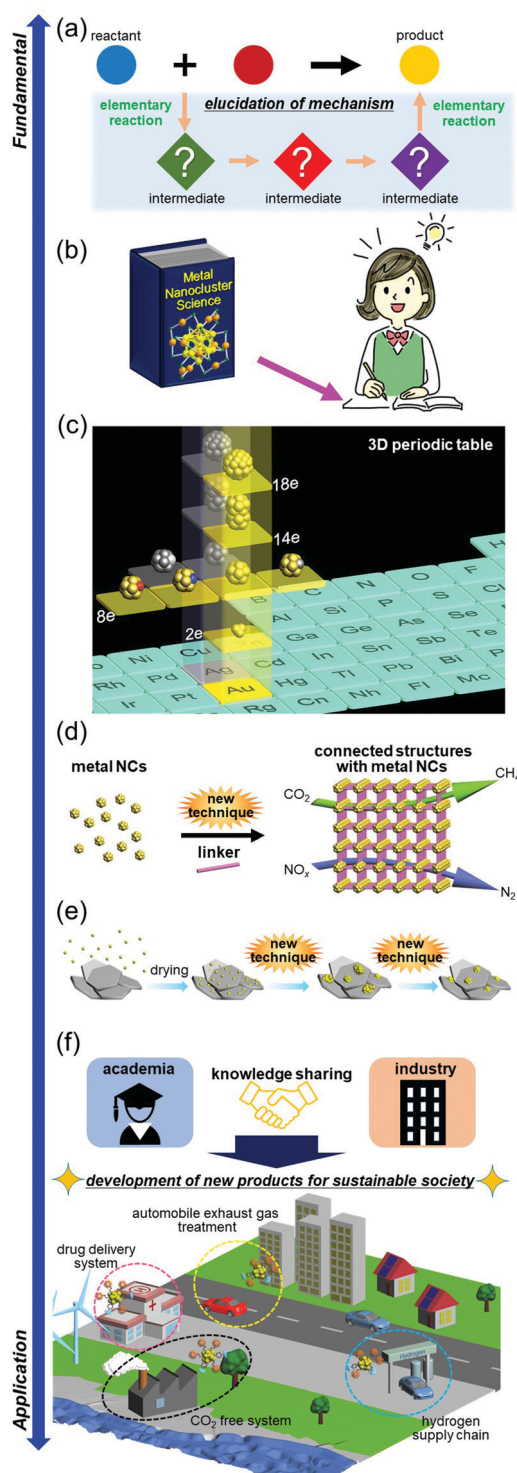 Fundamental
(a)
reactant
product
+
elementary
reaction
elucidation of mechanism
elementary
reaction
?
?
?
intermediate
intermediate
intermediate
(b)
Metal
Nanocluster
Science
(c)
3D periodic table
18e
14e
8e
2e
H
B C N O F
Ni Cu Zn Al Si P S
Rh Pd Ag Cd Ga Ge As Se
Ir Pt Au Hg In Sn Sb Te
Tl Pb Bi P
Rg Cn Nh Fl Mc
(d)
metal NCs
new
technique
linker
connected structures
with metal NCs
CO₂
CH
NOₓ
N₂
(e)
drying
new
technique
new
technique
(f)
academia
knowledge sharing
industry
development of new products for sustainable society
automobile exhaust gas
treatment
drug delivery
system
Hydrogen
CO₂ free system
hydrogen
supply chain
Application